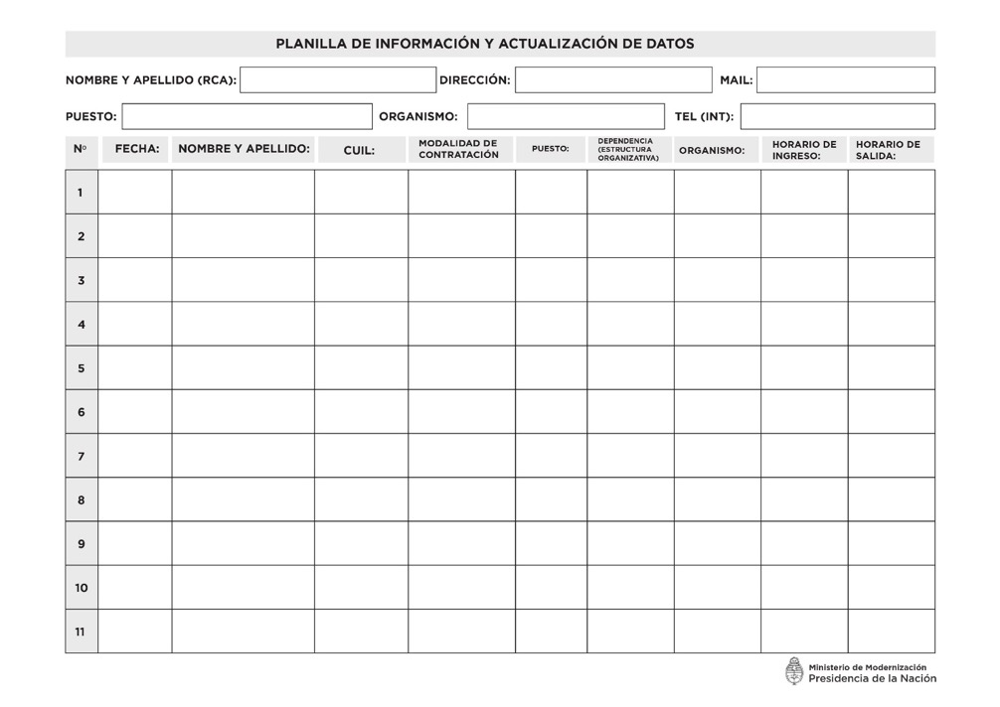 PLANILLA DE INFORMACIÓN Y ACTUALIZACIÓN DE DATOS
NOMBRE Y APELLIDO (RCA): DIRECCIÓN: MAIL:
PUESTO: ORGANISMO: TEL (INT):
Nº FECHA: NOMBRE Y APELLIDO: CUIL: MODALIDAD DE CONTRATACIÓN PUESTO: DEPENDENCIA (ESTRUCTURA ORGANIZATIVA) ORGANISMO: HORARIO DE INGRESO: HORARIO DE SALIDA:
1
2
3
4
5
6
7
8
9
10
11
Ministerio de Modernización
Presidencia de la Nación